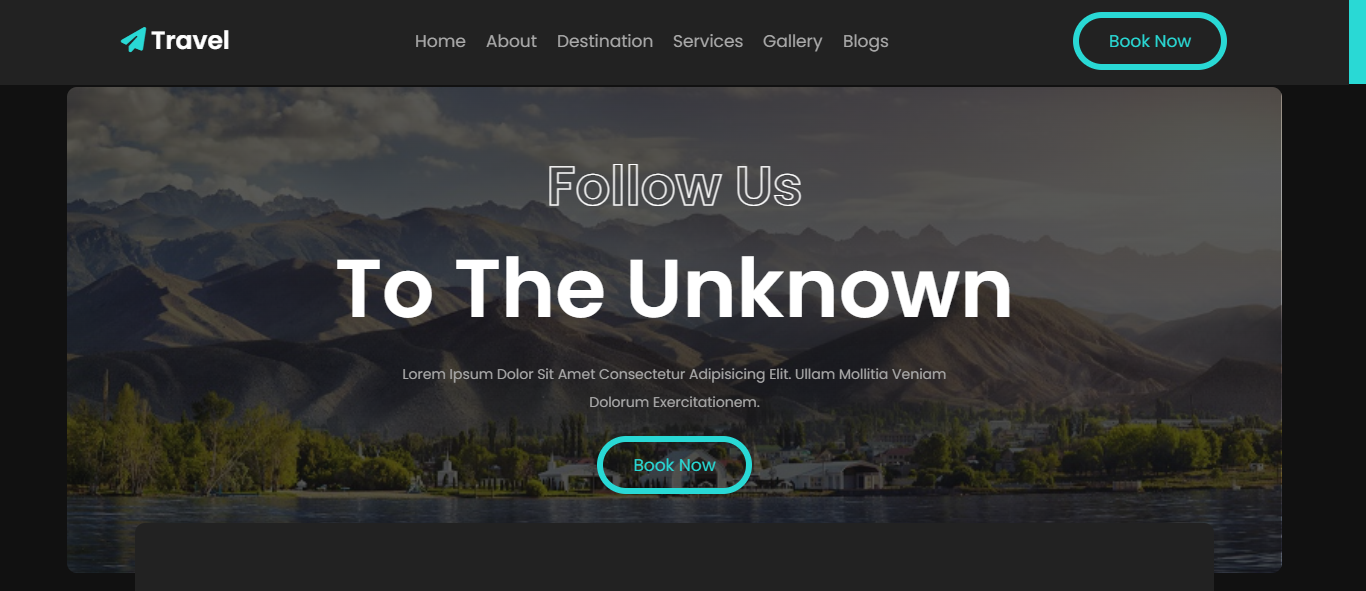 Travel
Home About Destination Services Gallery Blogs
Book Now
Follow Us
To The Unknown
Lorem Ipsum Dolor Sit Amet Consectetur Adipisicing Elit. Ullam Mollitia Veniam
Dolorum Exercitationem.
Book Now